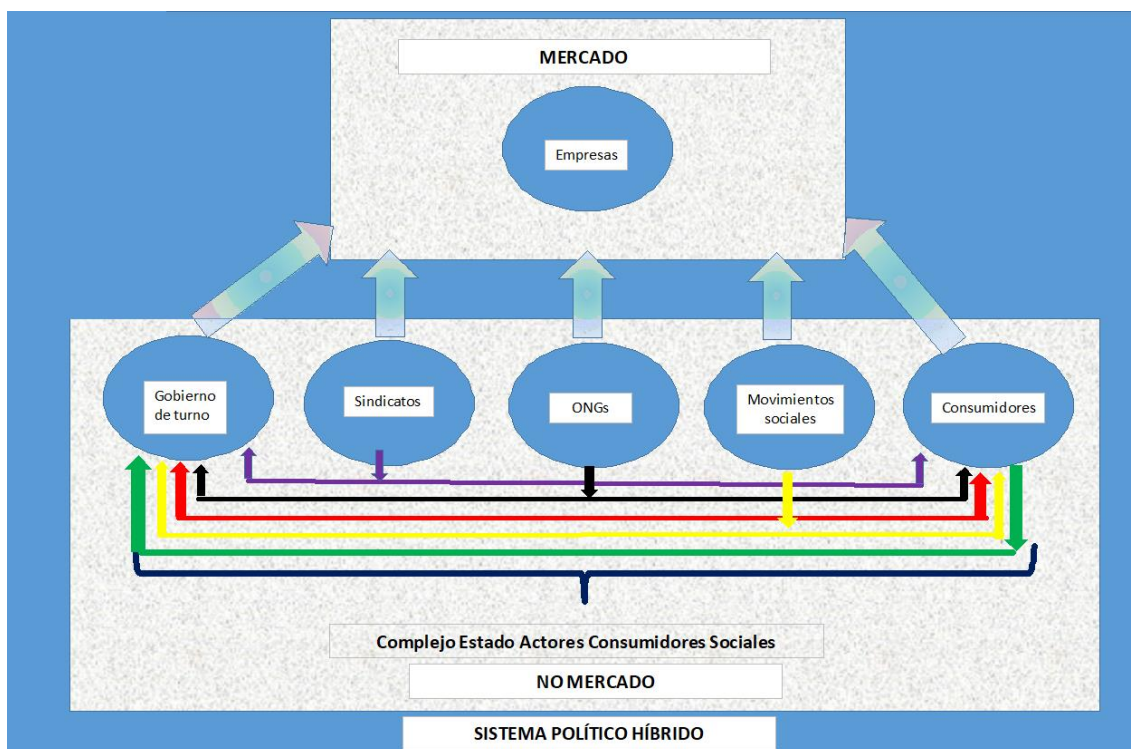 MERCADO
Empresas
Gobierno
de turno
Sindicatos
ONGs
Movimientos
sociales
Consumidores
Complejo Estado Actores Consumidores Sociales
NO MERCADO
SISTEMA POLÍTICO HÍBRIDO